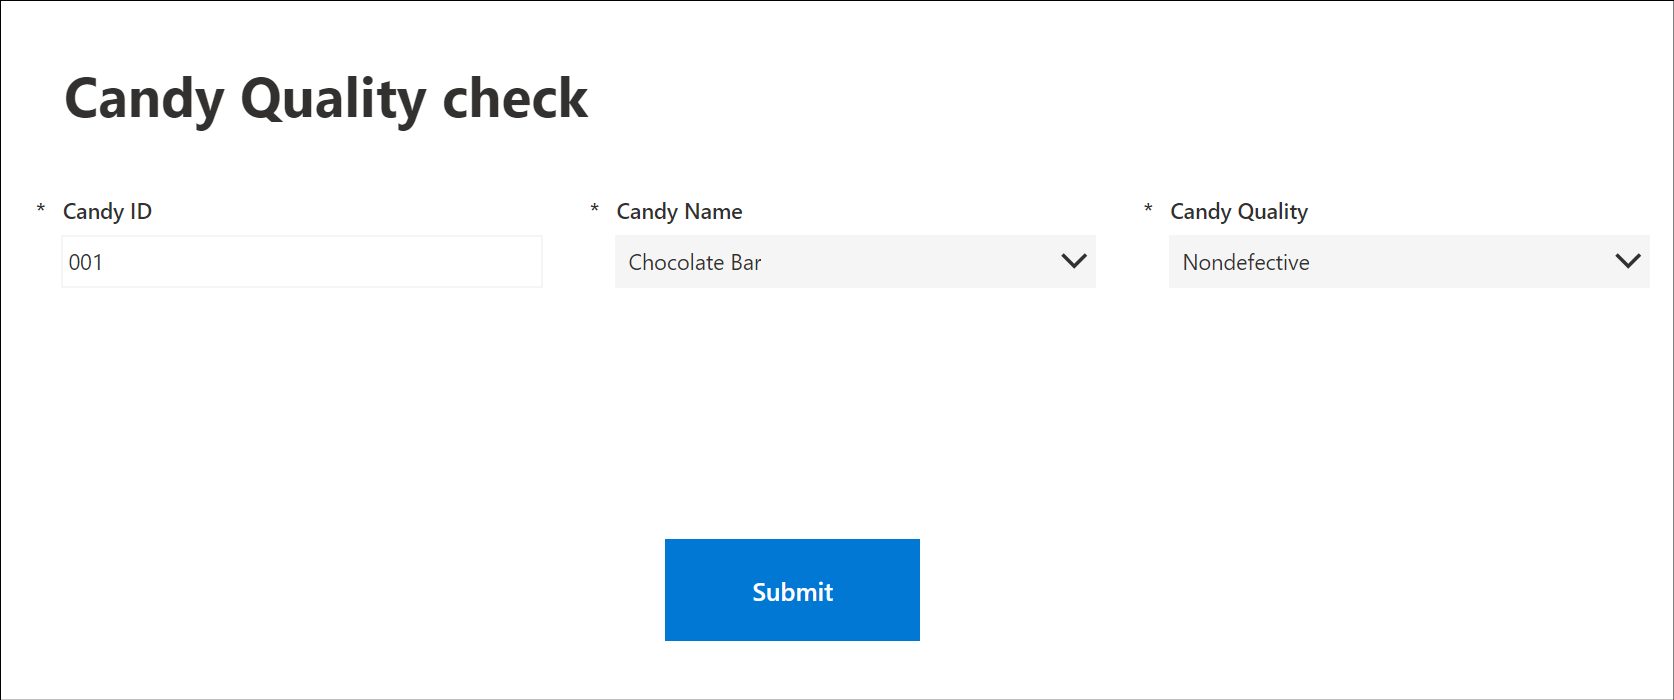 Candy Quality check
* Candy ID
* Candy Name
* Candy Quality
001
Chocolate Bar
Nondefective
Submit